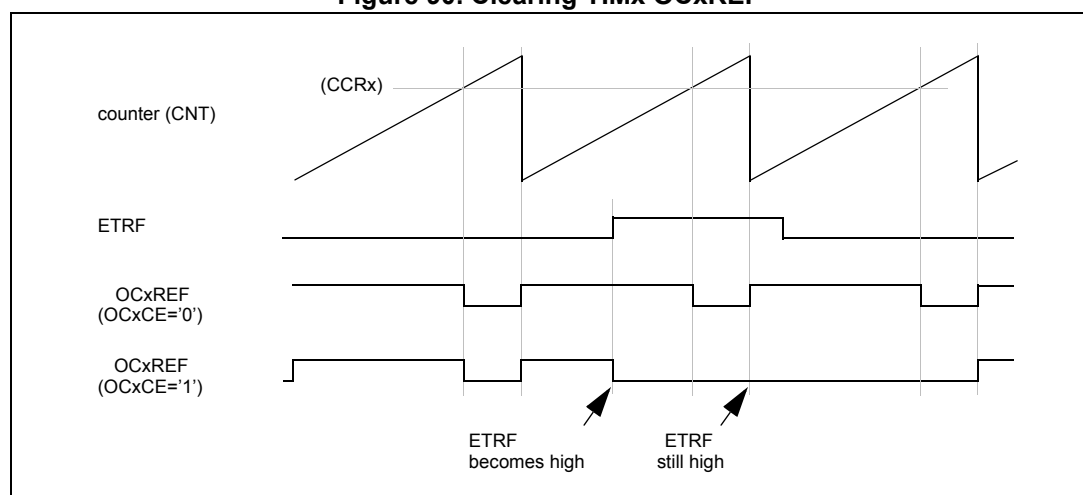 Figure 90. Clearing TIMx OCxREF
(CCRx)
counter (CNT)
ETRF
OCxREF
(OCxCE='0')
OCxREF
(OCxCE='1')
ETRF
becomes high
ETRF
still high